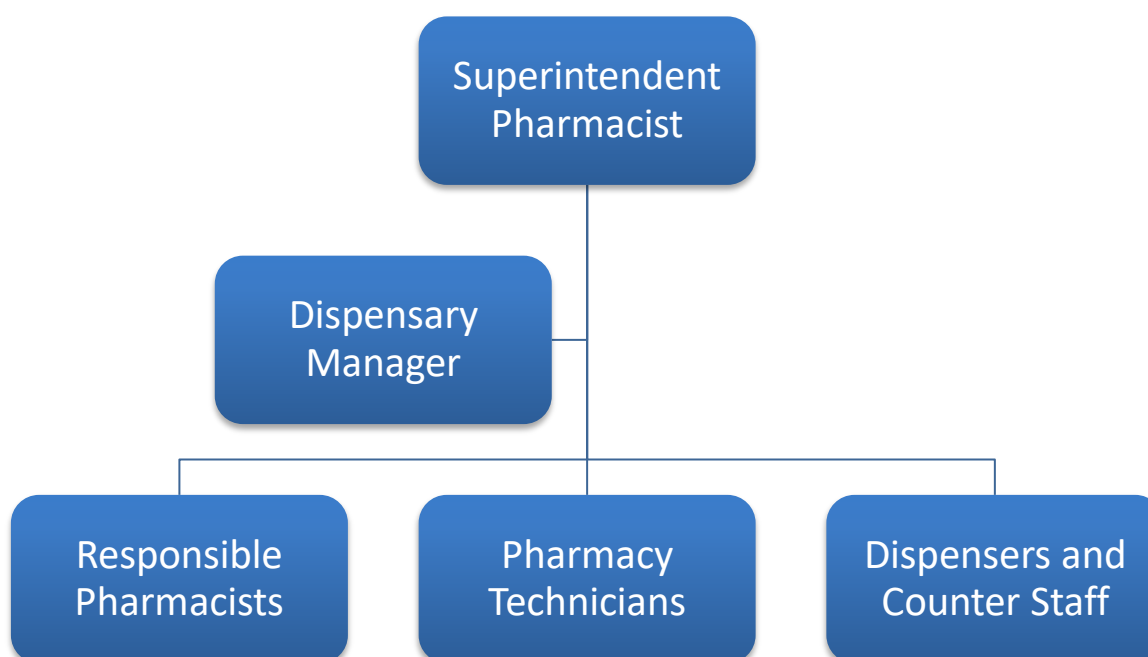 Superintendent
Pharmacist
Dispensary
Manager
Responsible
Pharmacists
Pharmacy
Technicians
Dispensers and
Counter Staff